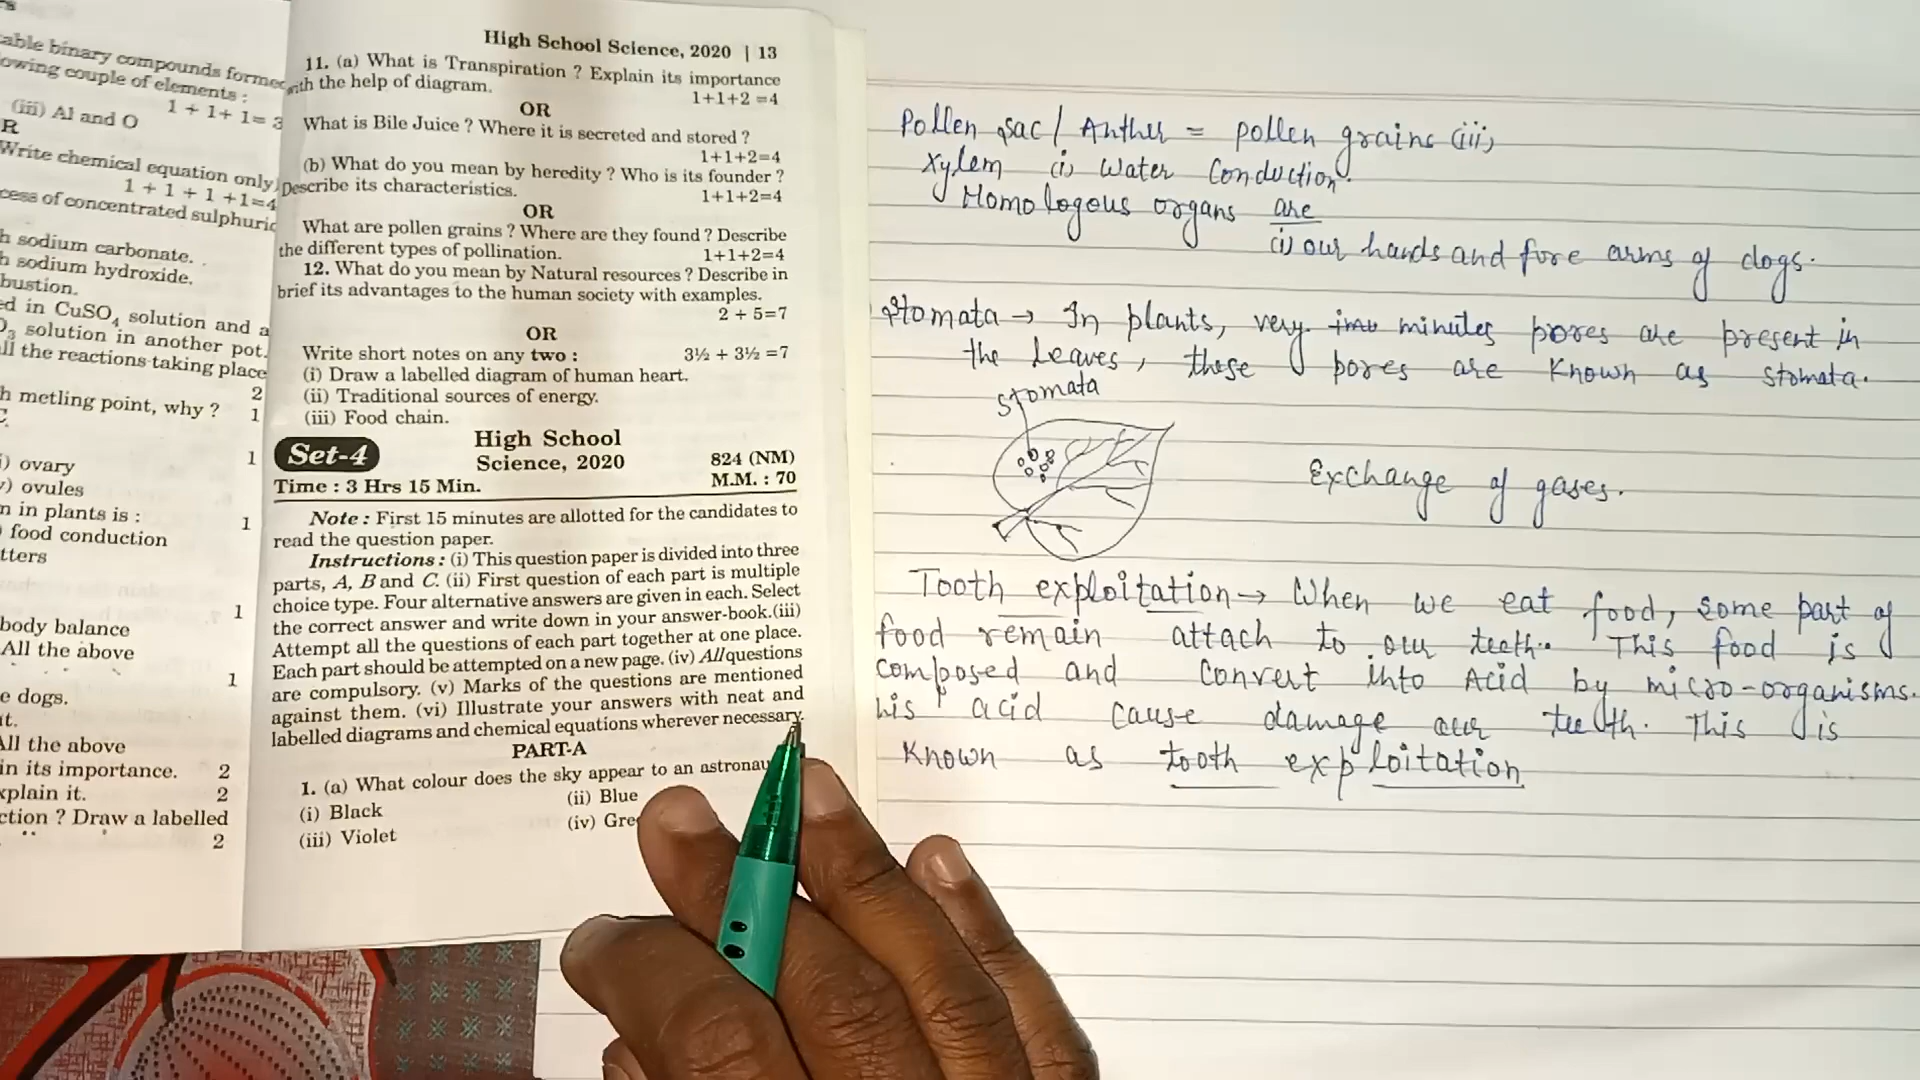 able binary compounds formed
owing couple of elements :
1 + 1 + 1 = 3
(iii) Al and O
R
Write chemical equation only
1 + 1 + 1 +1=4
cess of concentrated sulphuric
h sodium carbonate.
h sodium hydroxide.
bustion.
ed in CuSO4 solution and a
solution in another pot.
ll the reactions taking place
2
h metling point, why ? 1
1
) ovary
) ovules
n in plants is : 1
food conduction
tters
1
body balance
All the above
1
e dogs.
t.
All the above
in its importance. 2
xplain it. 2
ction ? Draw a labelled
2
High School Science, 2020 | 13
11. (a) What is Transpiration ? Explain its importance
with the help of diagram.
1+1+2 =4
OR
What is Bile Juice ? Where it is secreted and stored ?
1+1+2=4
(b) What do you mean by heredity ? Who is its founder ?
Describe its characteristics. 1+1+2=4
OR
What are pollen grains ? Where are they found ? Describe
the different types of pollination. 1+1+2=4
12. What do you mean by Natural resources ? Describe in
brief its advantages to the human society with examples.
2 + 5=7
OR
Write short notes on any two : 3½ + 3½ =7
(i) Draw a labelled diagram of human heart.
(ii) Traditional sources of energy.
(iii) Food chain.
Set-4 High School
Science, 2020 824 (NM)
Time : 3 Hrs 15 Min. M.M. : 70
Note : First 15 minutes are allotted for the candidates to
read the question paper.
Instructions : (i) This question paper is divided into three
parts, A, B and C. (ii) First question of each part is multiple
choice type. Four alternative answers are given in each. Select
the correct answer and write down in your answer-book.(iii)
Attempt all the questions of each part together at one place.
Each part should be attempted on a new page. (iv) All questions
are compulsory. (v) Marks of the questions are mentioned
against them. (vi) Illustrate your answers with neat and
labelled diagrams and chemical equations wherever necessary.
PART-A
1. (a) What colour does the sky appear to an astronau
(i) Black (ii) Blue
(iii) Violet (iv) Gre
Pollen sac / Anther = pollen grains (iii)
Xylem (i) Water Conduction.
Homologous organs are
(i) our hands and fore arms of dogs.
Stomata → In plants, very minutes pores are present in
the leaves, these pores are Known as stomata.
stomata
Exchange of gases.
Tooth exploitation → When we eat food, some part of
food remain attach to our teeth. This food is
composed and convert into Acid by micro-organisms.
his acid cause damage our teeth. This is
Known as tooth exploitation